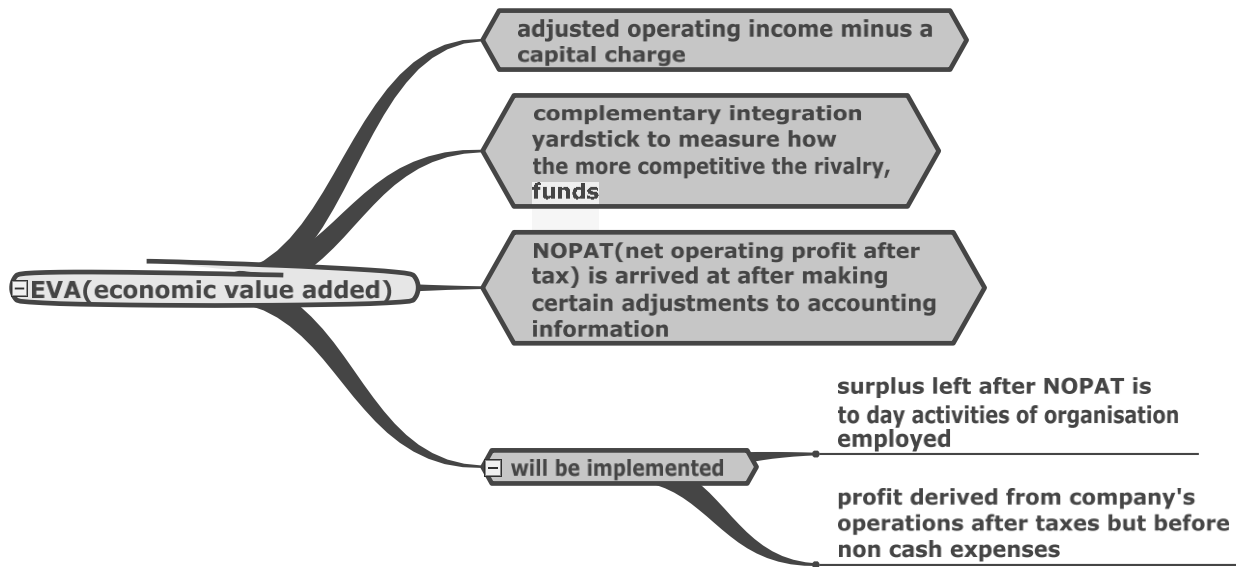 adjusted operating income minus a
capital charge
complementary integration
yardstick to measure how
the more competitive the rivalry,
funds
NOPAT(net operating profit after
tax) is arrived at after making
certain adjustments to accounting
information
EVA(economic value added)
surplus left after NOPAT is
to day activities of organisation
employed
will be implemented
profit derived from company's
operations after taxes but before
non cash expenses